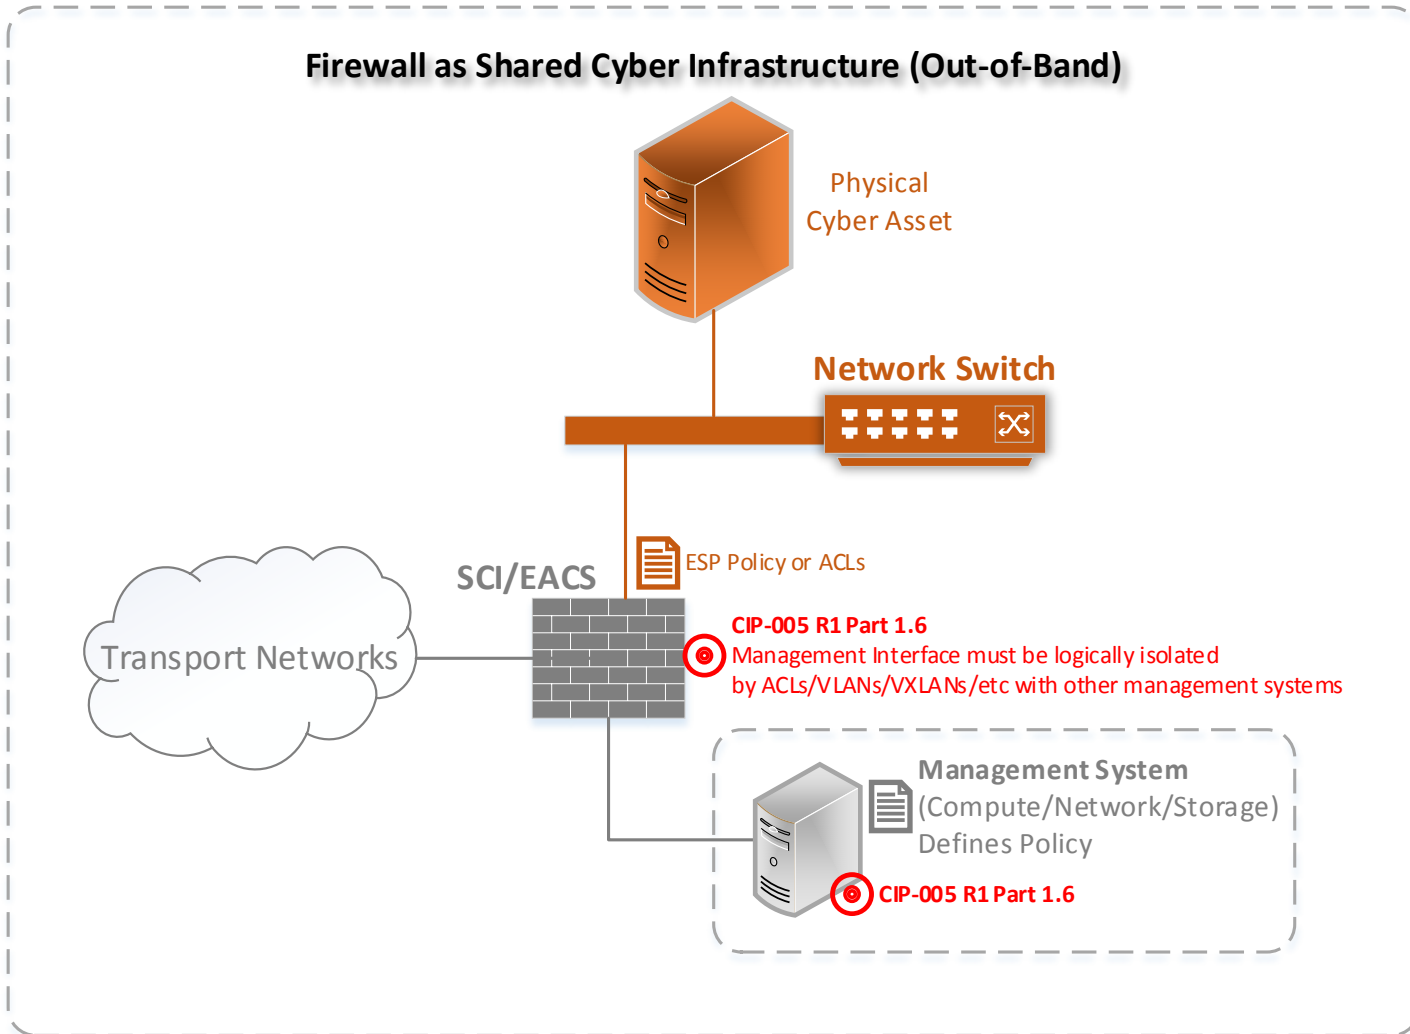 Firewall as Shared Cyber Infrastructure (Out-of-Band)
Physical
Cyber Asset
Network Switch
ESP Policy or ACLs
SCI/EACS
CIP-005 R1 Part 1.6
Management Interface must be logically isolated
by ACLs/VLANs/VXLANs/etc with other management systems
Transport Networks
Management System
(Compute/Network/Storage)
Defines Policy
CIP-005 R1 Part 1.6